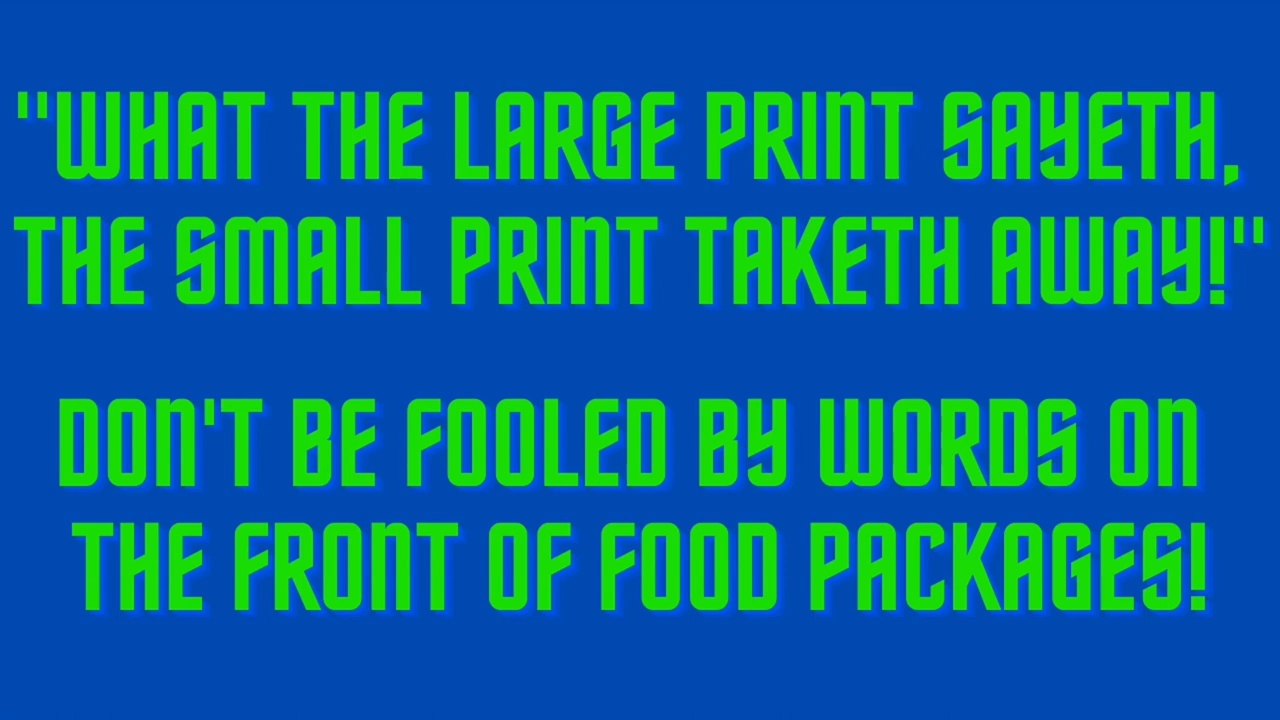 "WHAT THE LARGE PRINT SAYETH,
THE SMALL PRINT TAKETH AWAY!"
DON'T BE FOOLED BY WORDS ON
THE FRONT OF FOOD PACKAGES!